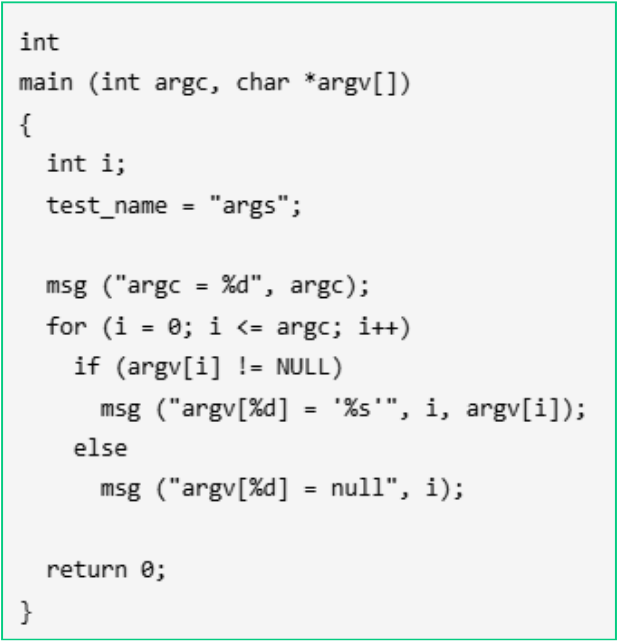 int
main (int argc, char *argv[])
{
  int i;
  test_name = "args";

  msg ("argc = %d", argc);
  for (i = 0; i <= argc; i++)
    if (argv[i] != NULL)
      msg ("argv[%d] = '%s'", i, argv[i]);
    else
      msg ("argv[%d] = null", i);

  return 0;
}